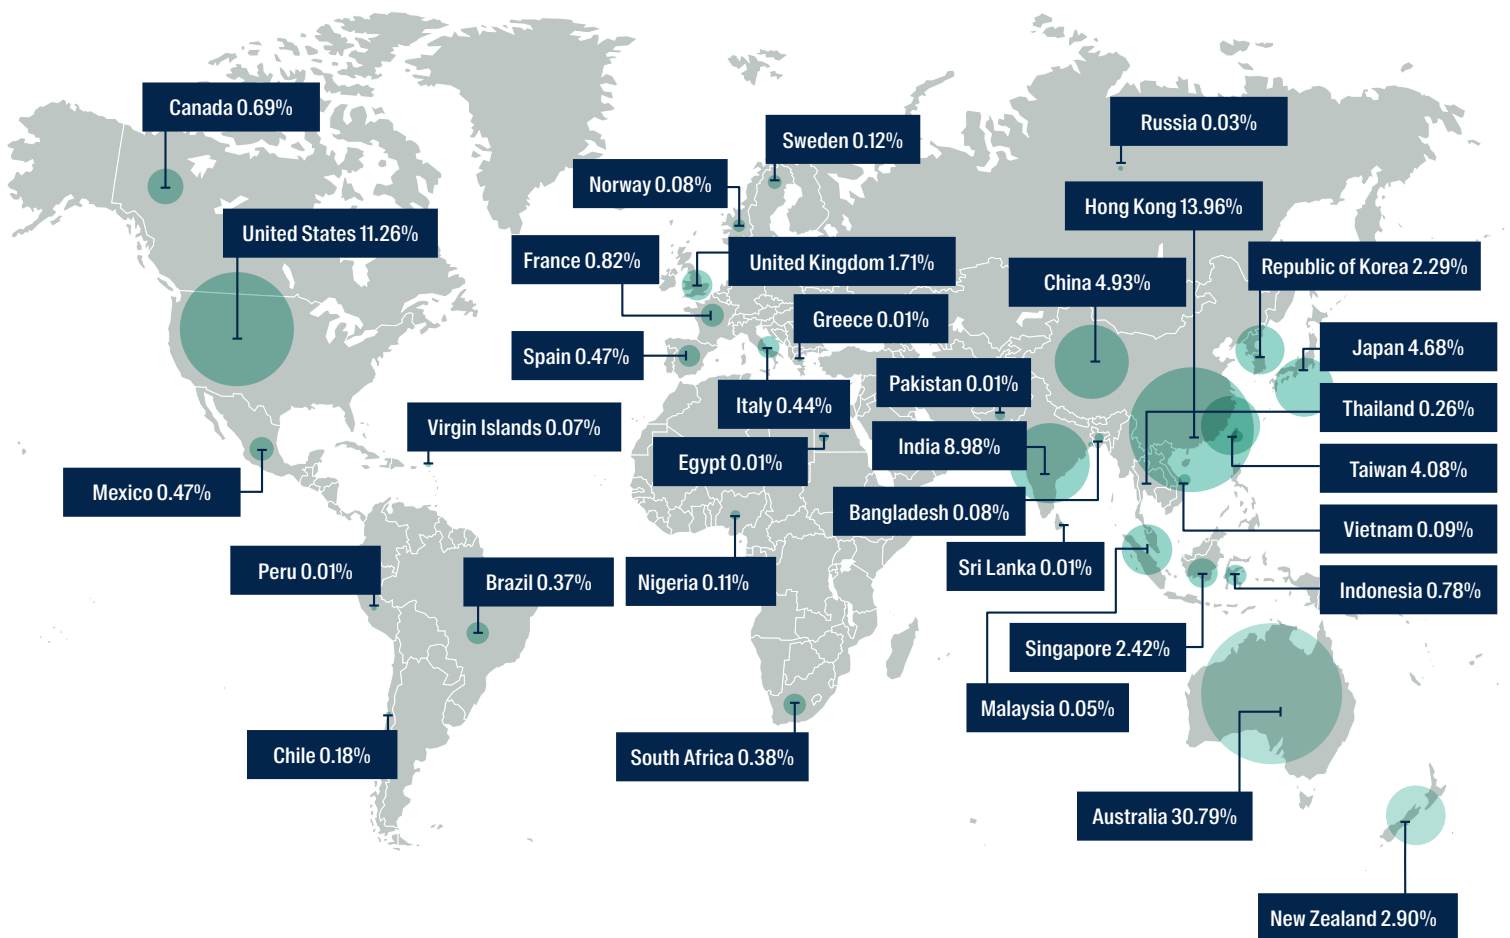 Canada 0.69%
Russia 0.03%
Sweden 0.12%
Norway 0.08%
Hong Kong 13.96%
United States 11.26%
France 0.82%
United Kingdom 1.71%
Republic of Korea 2.29%
China 4.93%
Greece 0.01%
Japan 4.68%
Spain 0.47%
Pakistan 0.01%
Italy 0.44%
Thailand 0.26%
Virgin Islands 0.07%
India 8.98%
Egypt 0.01%
Taiwan 4.08%
Mexico 0.47%
Bangladesh 0.08%
Vietnam 0.09%
Sri Lanka 0.01%
Peru 0.01%
Brazil 0.37%
Nigeria 0.11%
Indonesia 0.78%
Singapore 2.42%
Malaysia 0.05%
Chile 0.18%
South Africa 0.38%
Australia 30.79%
New Zealand 2.90%